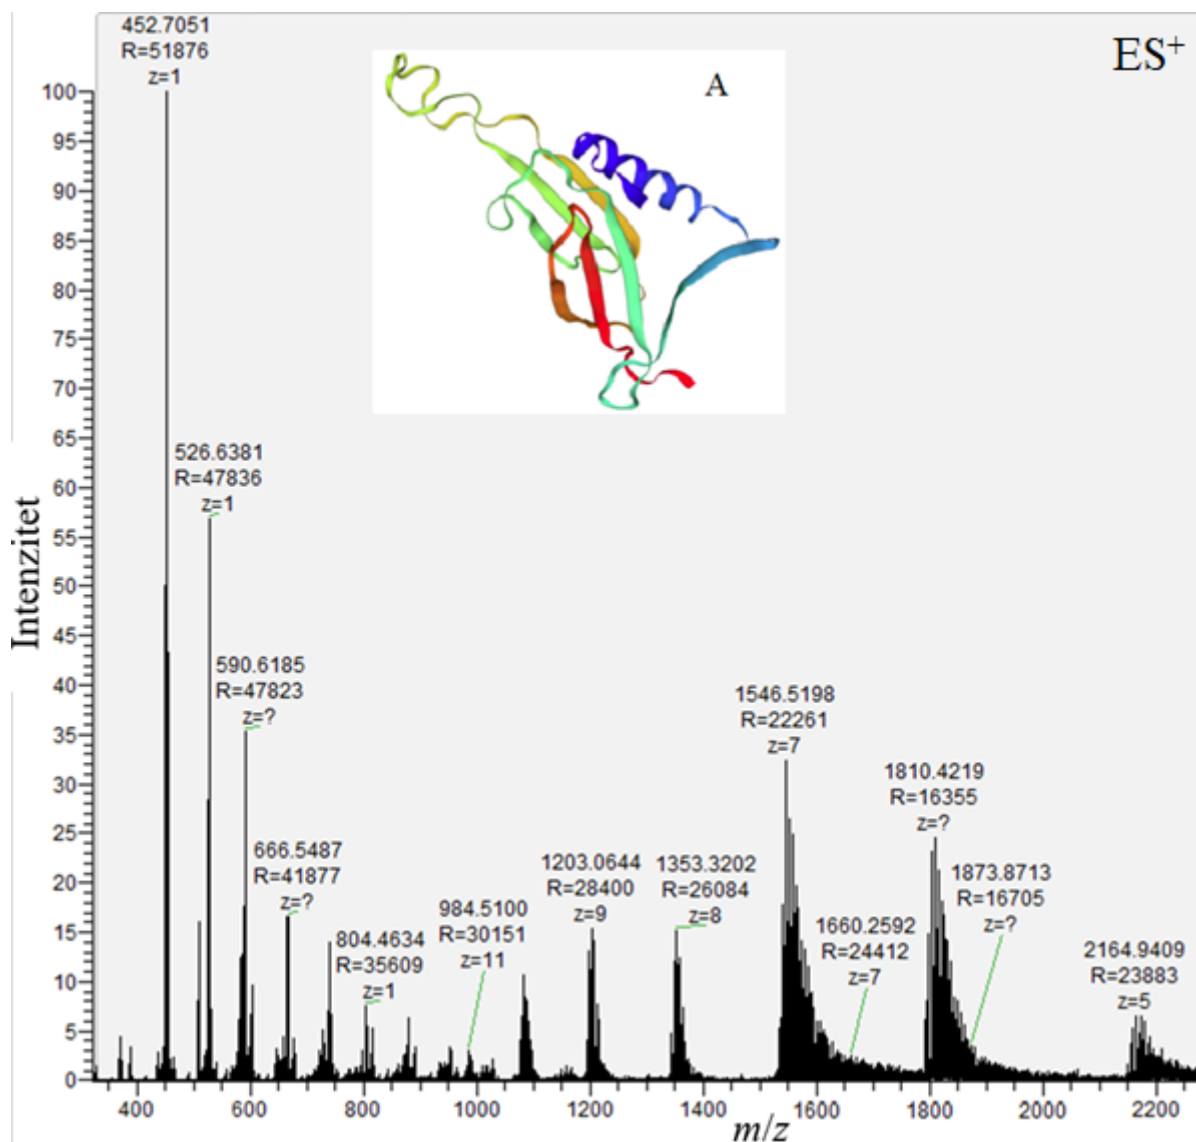 452.7051
R=51876
z=1
ES+
A
526.6381
R=47836
z=1
590.6185
R=47823
z=?
666.5487
R=41877
z=?
804.4634
R=35609
z=1
984.5100
R=30151
z=11
1203.0644
R=28400
z=9
1353.3202
R=26084
z=8
1546.5198
R=22261
z=7
1660.2592
R=24412
z=7
1810.4219
R=16355
z=?
1873.8713
R=16705
z=?
2164.9409
R=23883
z=5
100
95
90
85
80
75
70
65
60
55
50
45
40
35
30
25
20
15
10
5
0
Intenzitet
400 600 800 1000 1200 1400 1600 1800 2000 2200
m/z